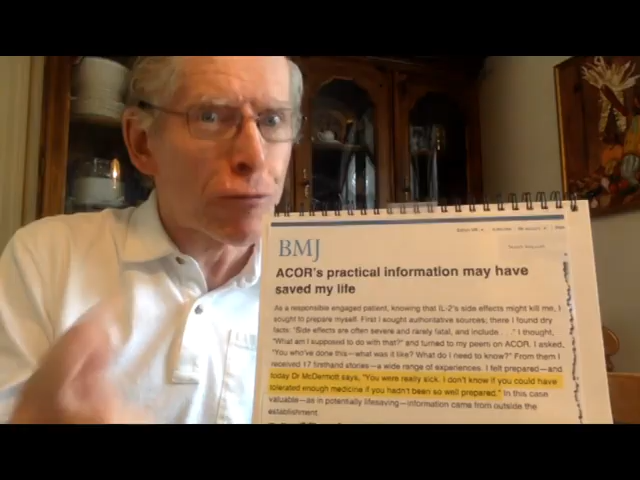 BMJ
ACOR's practical information may have
saved my life
As a responsible engaged patient, knowing that IL-2's side effects might kill me, I
sought to prepare myself. First I sought authoritative sources; there I found dry
facts: "Side effects are often severe and rarely fatal, and include . . ." I thought,
"What am I supposed to do with that?" and turned to my peers on ACOR. I asked,
"You who've done this—what was it like? What do I need to know?" From them I
received 17 firsthand stories—a wide range of experiences. I felt prepared—and
today Dr McDermott says, "You were really sick. I don't know if you could have
tolerated enough medicine if you hadn't been so well prepared." In this case
valuable—as in potentially lifesaving—information came from outside the
establishment.